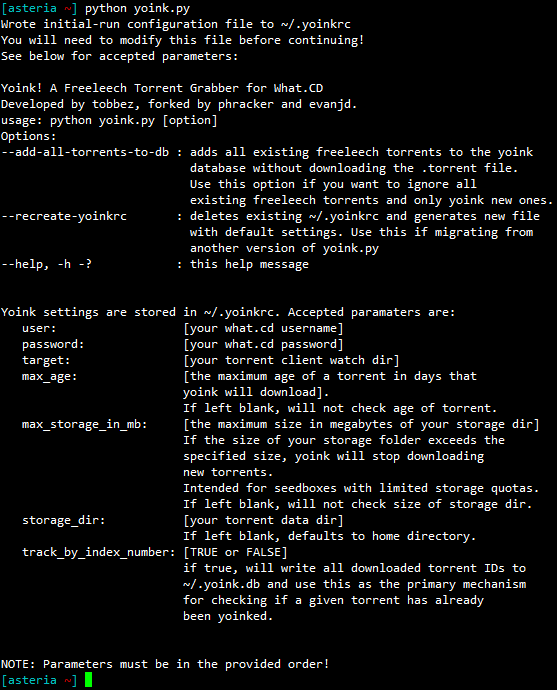 [asteria ~] python yoink.py
Wrote initial-run configuration file to ~/.yoinkrc
You will need to modify this file before continuing!
See below for accepted parameters:

Yoink! A Freeleech Torrent Grabber for What.CD
Developed by tobbez, forked by phracker and evanjd.
usage: python yoink.py [option]
Options:
--add-all-torrents-to-db : adds all existing freeleech torrents to the yoink
                           database without downloading the .torrent file.
                           Use this option if you want to ignore all
                           existing freeleech torrents and only yoink new ones.
--recreate-yoinkrc       : deletes existing ~/.yoinkrc and generates new file
                           with default settings. Use this if migrating from
                           another version of yoink.py
--help, -h -?            : this help message


Yoink settings are stored in ~/.yoinkrc. Accepted paramaters are:
   user:                  [your what.cd username]
   password:              [your what.cd password]
   target:                [your torrent client watch dir]
   max_age:               [the maximum age of a torrent in days that
                          yoink will download].
                          If left blank, will not check age of torrent.
   max_storage_in_mb:     [the maximum size in megabytes of your storage dir]
                          If the size of your storage folder exceeds the
                          specified size, yoink will stop downloading
                          new torrents.
                          Intended for seedboxes with limited storage quotas.
                          If left blank, will not check size of storage dir.
   storage_dir:           [your torrent data dir]
                          If left blank, defaults to home directory.
   track_by_index_number: [TRUE or FALSE]
                          if true, will write all downloaded torrent IDs to
                          ~/.yoink.db and use this as the primary mechanism
                          for checking if a given torrent has already
                          been yoinked.


NOTE: Parameters must be in the provided order!
[asteria ~]